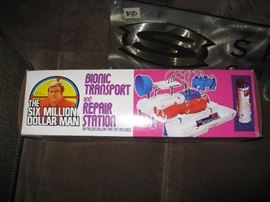 BIONIC
TRANSPORT
and
REPAIR
STATION
THE
SIX MILLION
DOLLAR MAN